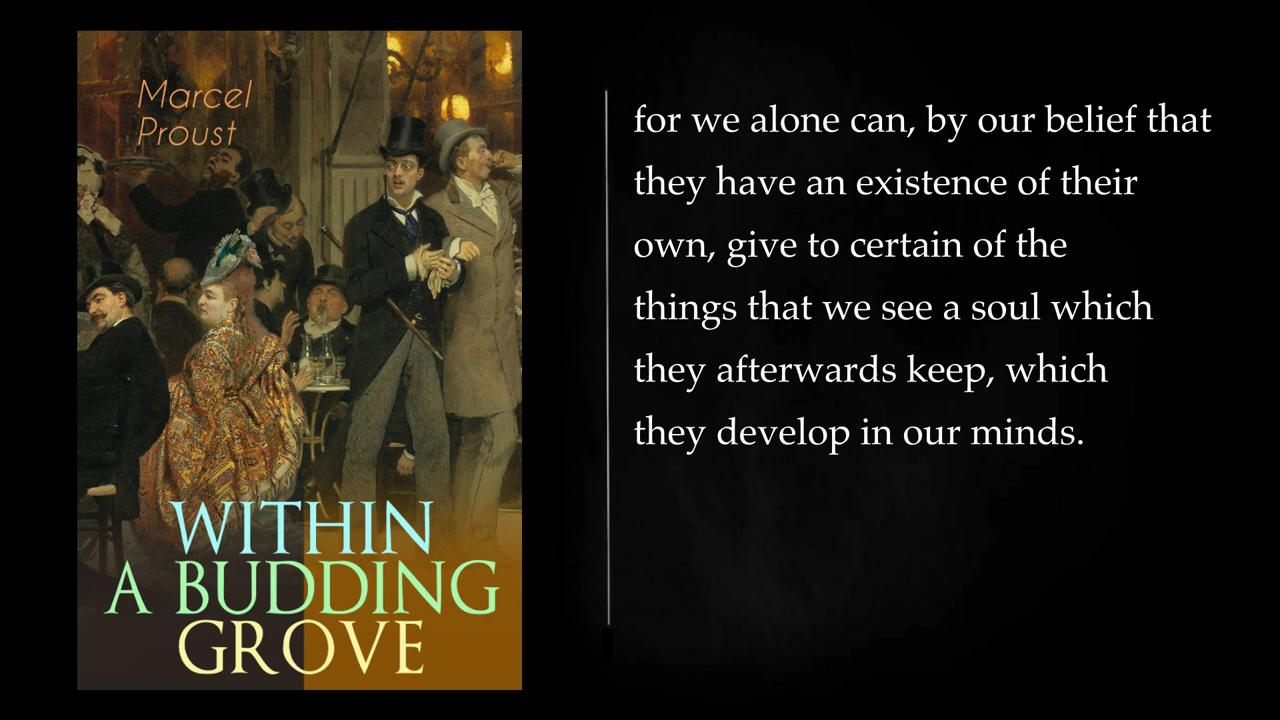 Marcel
Proust
WITHIN
A BUDDING
GROVE
for we alone can, by our belief that
they have an existence of their
own, give to certain of the
things that we see a soul which
they afterwards keep, which
they develop in our minds.